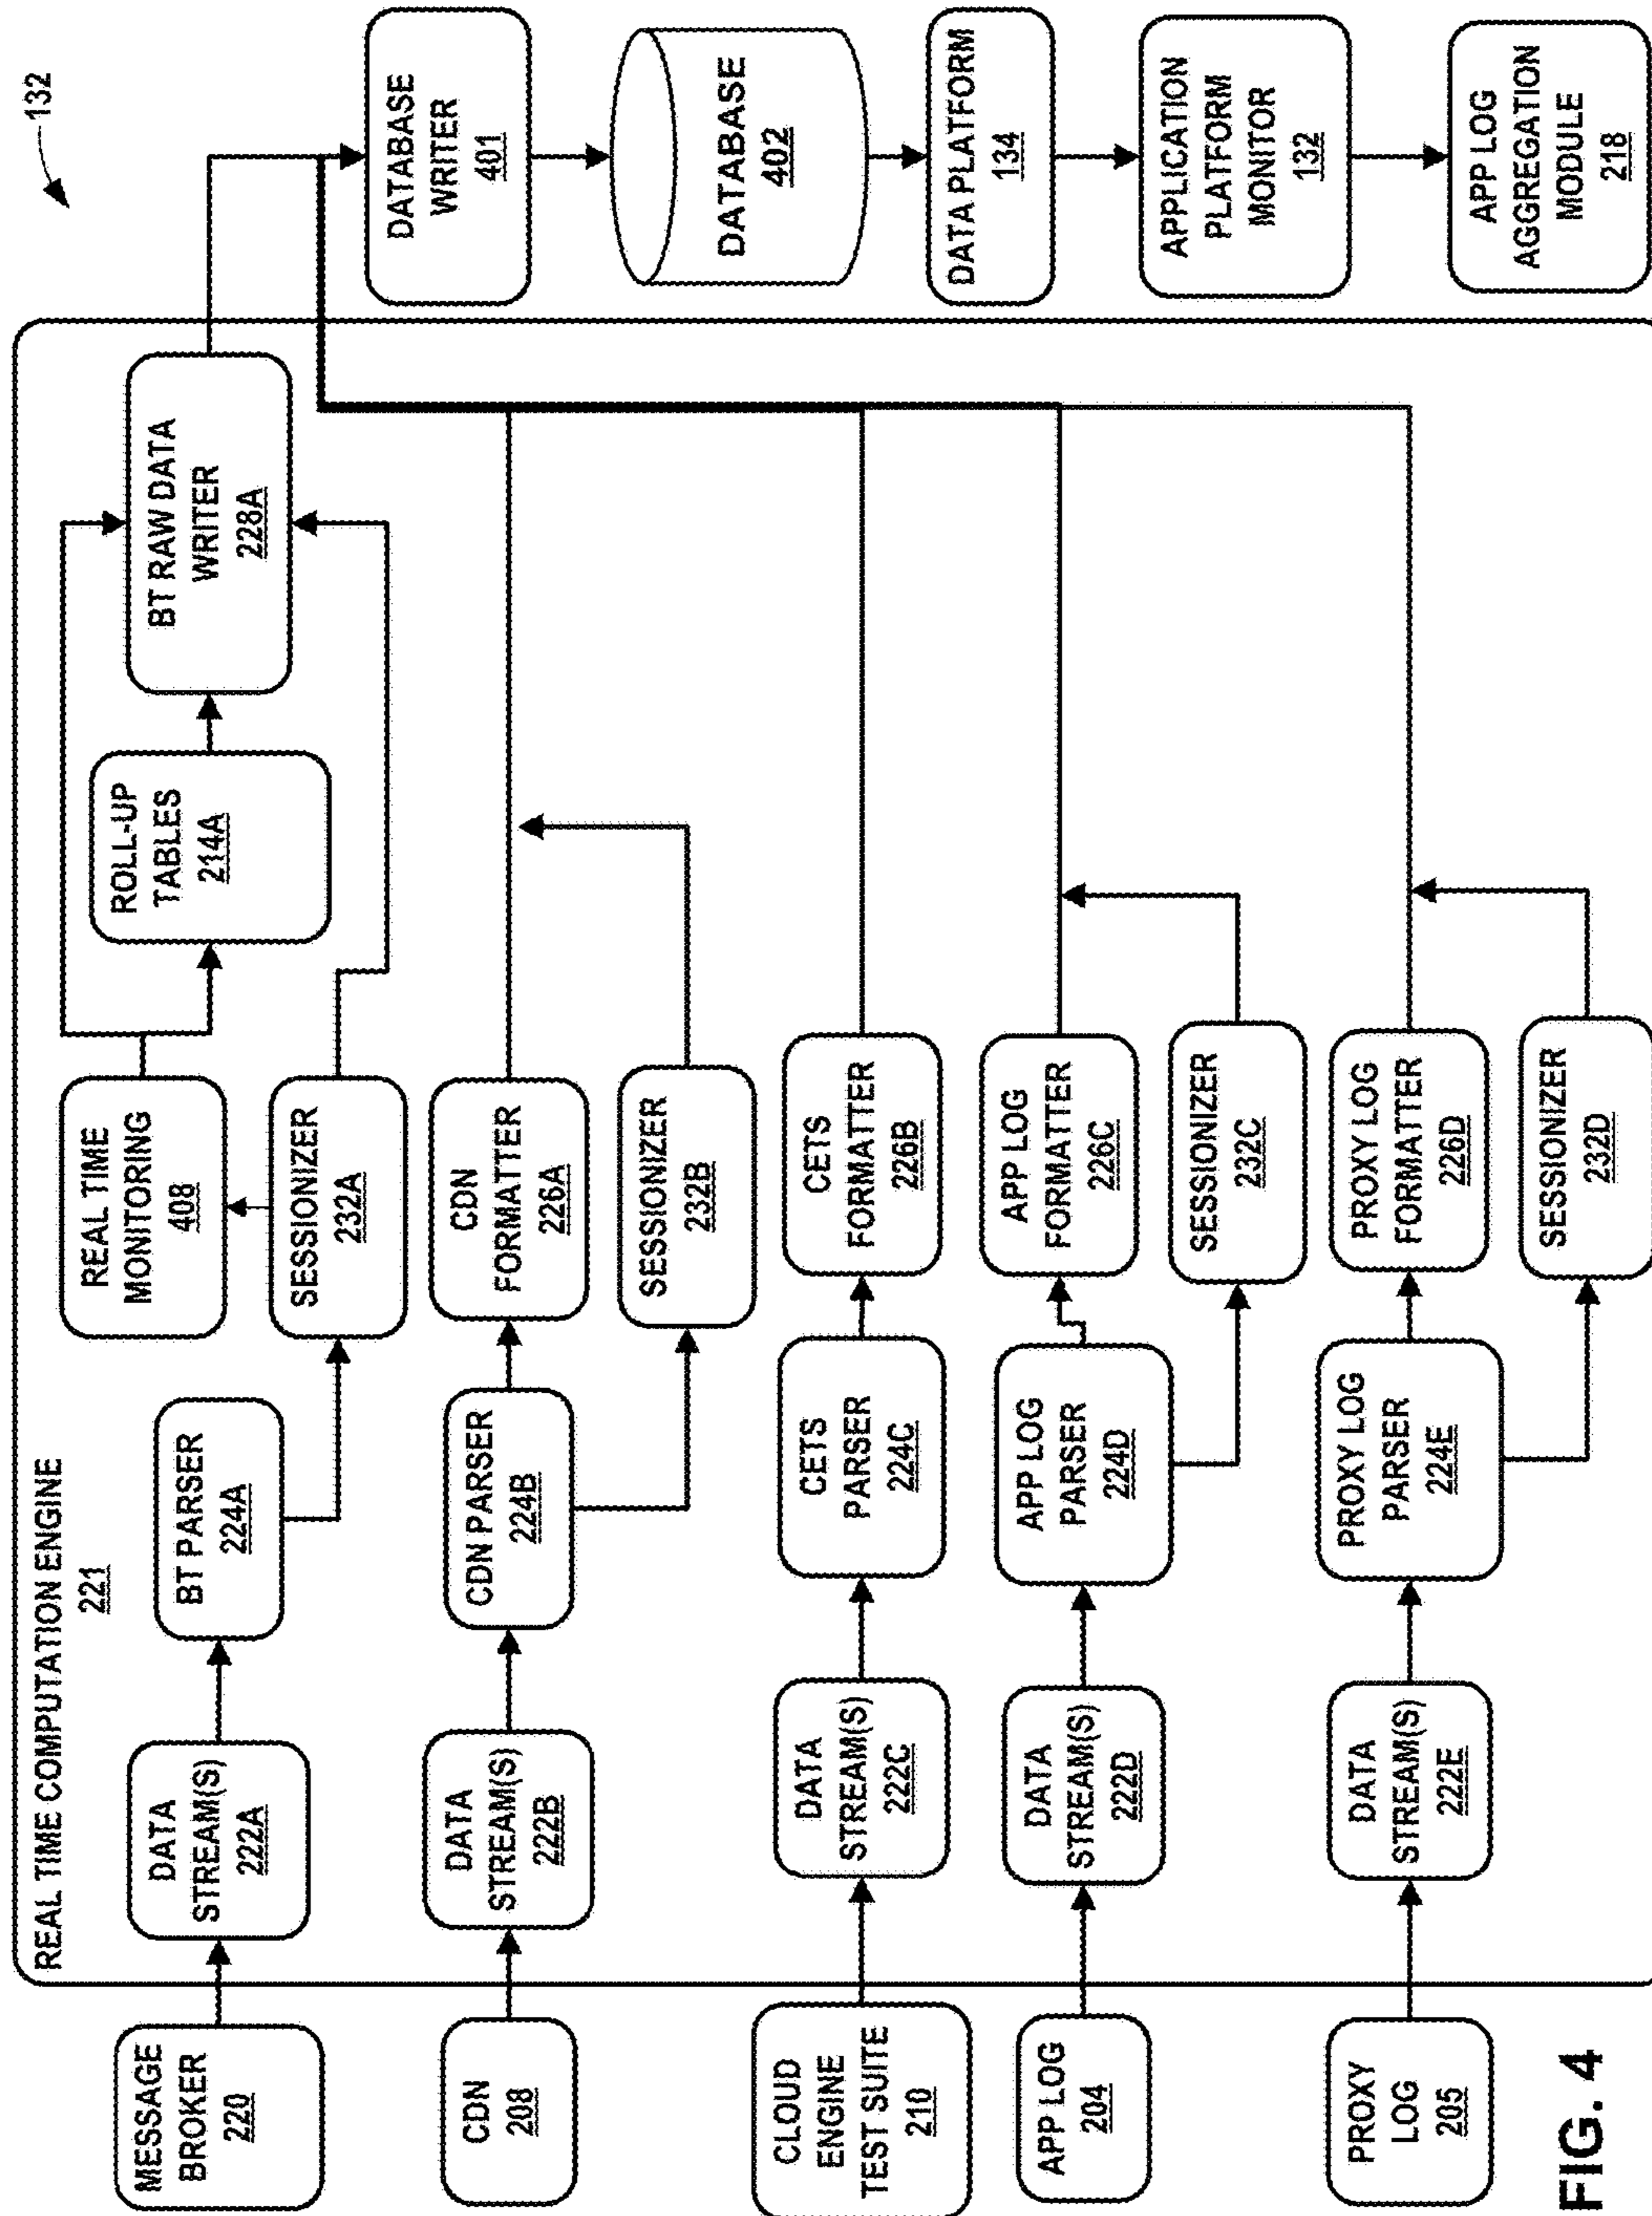 132
REAL TIME COMPUTATION ENGINE
221
MESSAGE
BROKER
220
DATA
STREAM(S)
222A
BT PARSER
224A
REAL TIME
MONITORING
408
SESSIONIZER
232A
ROLL-UP
TABLES
214A
BT RAW DATA
WRITER
228A
CDN
208
DATA
STREAM(S)
222B
CDN PARSER
224B
CDN
FORMATTER
226A
SESSIONIZER
232B
CLOUD
ENGINE
TEST SUITE
210
DATA
STREAM(S)
222C
CETS
PARSER
224C
CETS
FORMATTER
226B
APP LOG
204
DATA
STREAM(S)
222D
APP LOG
PARSER
224D
APP LOG
FORMATTER
226C
SESSIONIZER
232C
PROXY
LOG
205
DATA
STREAM(S)
222E
PROXY LOG
PARSER
224E
PROXY LOG
FORMATTER
226D
SESSIONIZER
232D
DATABASE
WRITER
401
DATABASE
402
DATA PLATFORM
134
APPLICATION
PLATFORM
MONITOR
132
APP LOG
AGGREGATION
MODULE
218
FIG. 4